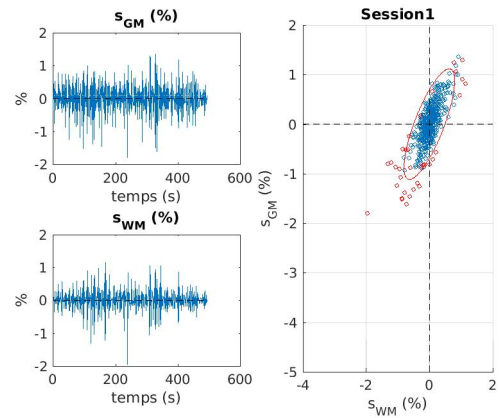 s_GM (%)
%
2
1
0
-1
-2
0 200 400 600
temps (s)
s_WM (%)
%
2
1
0
-1
-2
0 200 400 600
temps (s)
Session1
s_GM (%)
2
1
0
-1
-2
-3
-4
-5
-4 -2 0 2
s_WM (%)